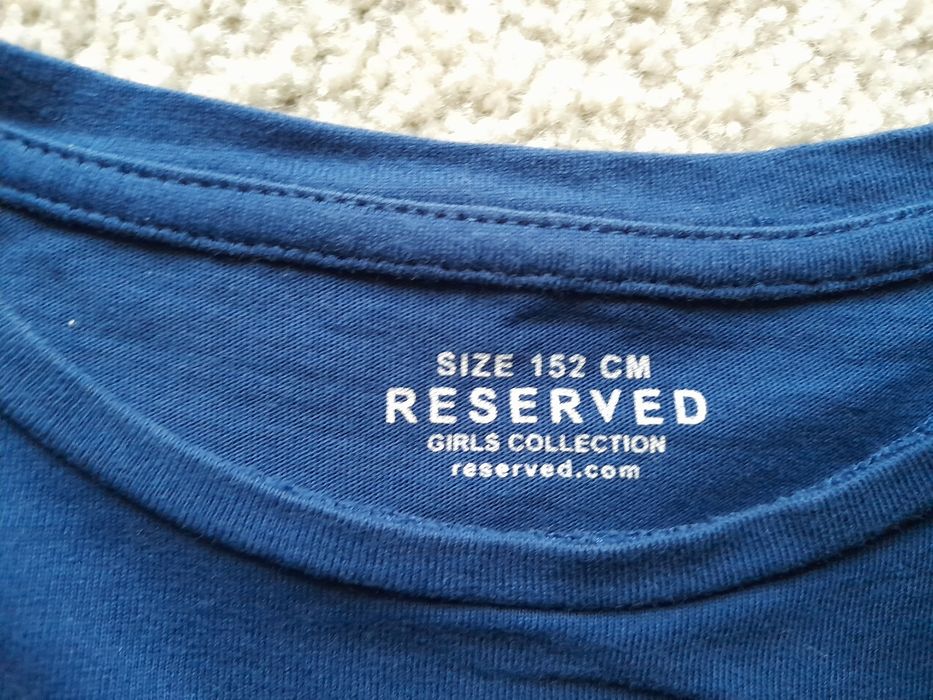 SIZE 152 CM
RESERVED
GIRLS COLLECTION
reserved.com